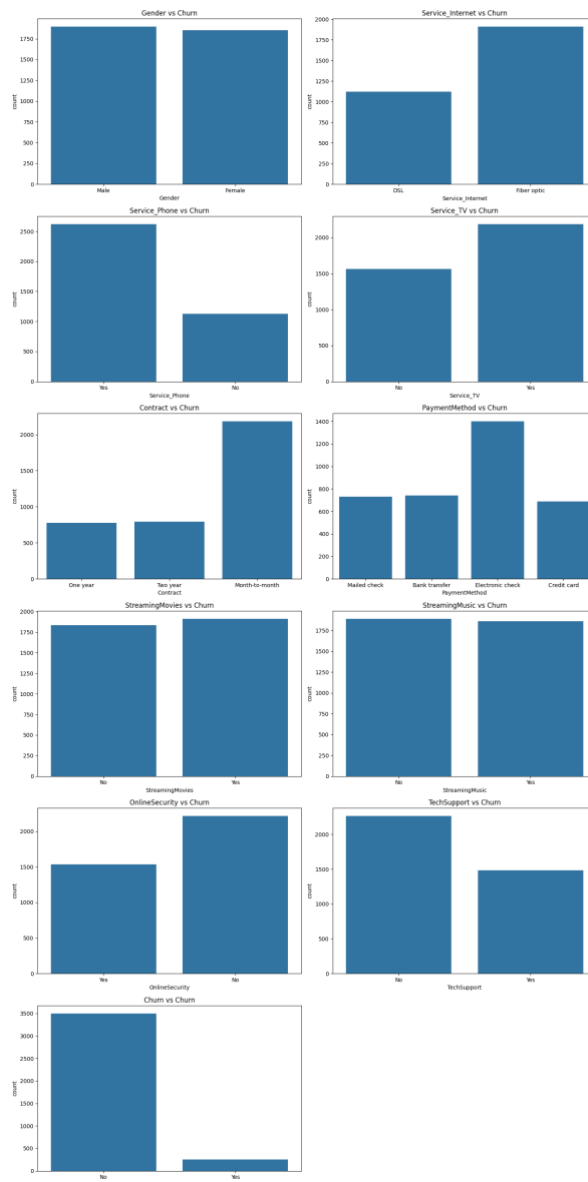 Gender vs Churn
count
1750
1500
1250
1000
750
500
250
0
Male Female
Gender
Service_Internet vs Churn
count
2000
1750
1500
1250
1000
750
500
250
0
DSL Fiber optic
Service_Internet
Service_Phone vs Churn
count
2500
2000
1500
1000
500
0
Yes No
Service_Phone
Service_TV vs Churn
count
2000
1500
1000
500
0
No Yes
Service_TV
Contract vs Churn
count
2000
1500
1000
500
0
One year Two year Month-to-month
Contract
PaymentMethod vs Churn
count
1400
1200
1000
800
600
400
200
0
Mailed check Bank transfer Electronic check Credit card
PaymentMethod
StreamingMovies vs Churn
count
2000
1750
1500
1250
1000
750
500
250
0
No Yes
StreamingMovies
StreamingMusic vs Churn
count
1750
1500
1250
1000
750
500
250
0
No Yes
StreamingMusic
OnlineSecurity vs Churn
count
2000
1500
1000
500
0
Yes No
OnlineSecurity
TechSupport vs Churn
count
2000
1500
1000
500
0
No Yes
TechSupport
Churn vs Churn
count
3500
3000
2500
2000
1500
1000
500
0
No Yes